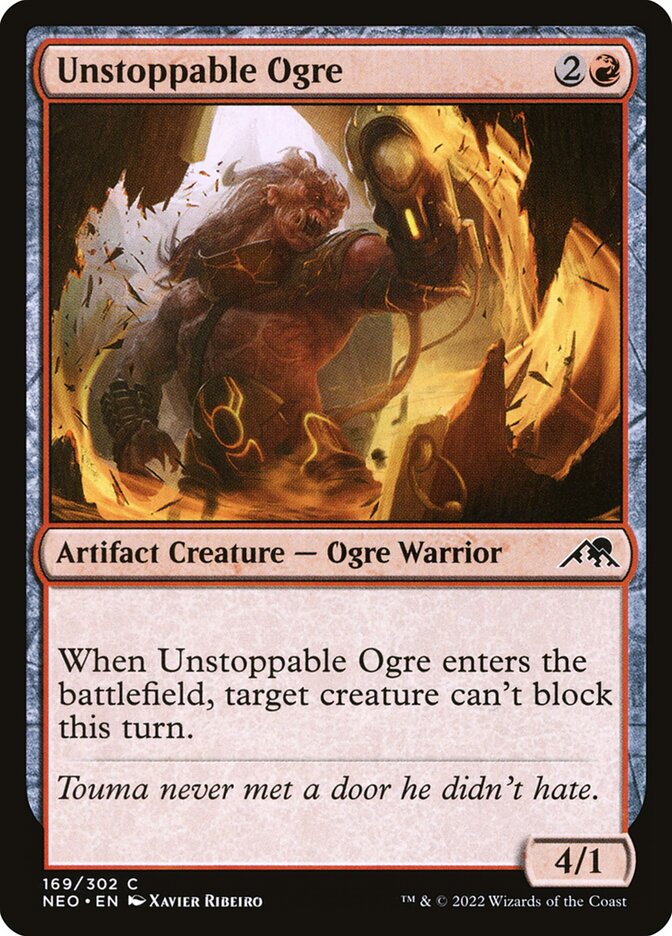 Unstoppable Ogre 2
Artifact Creature — Ogre Warrior
When Unstoppable Ogre enters the
battlefield, target creature can't block
this turn.
Touma never met a door he didn't hate.
4/1
169/302 C
NEO • EN Xavier Ribeiro
™ & © 2022 Wizards of the Coast